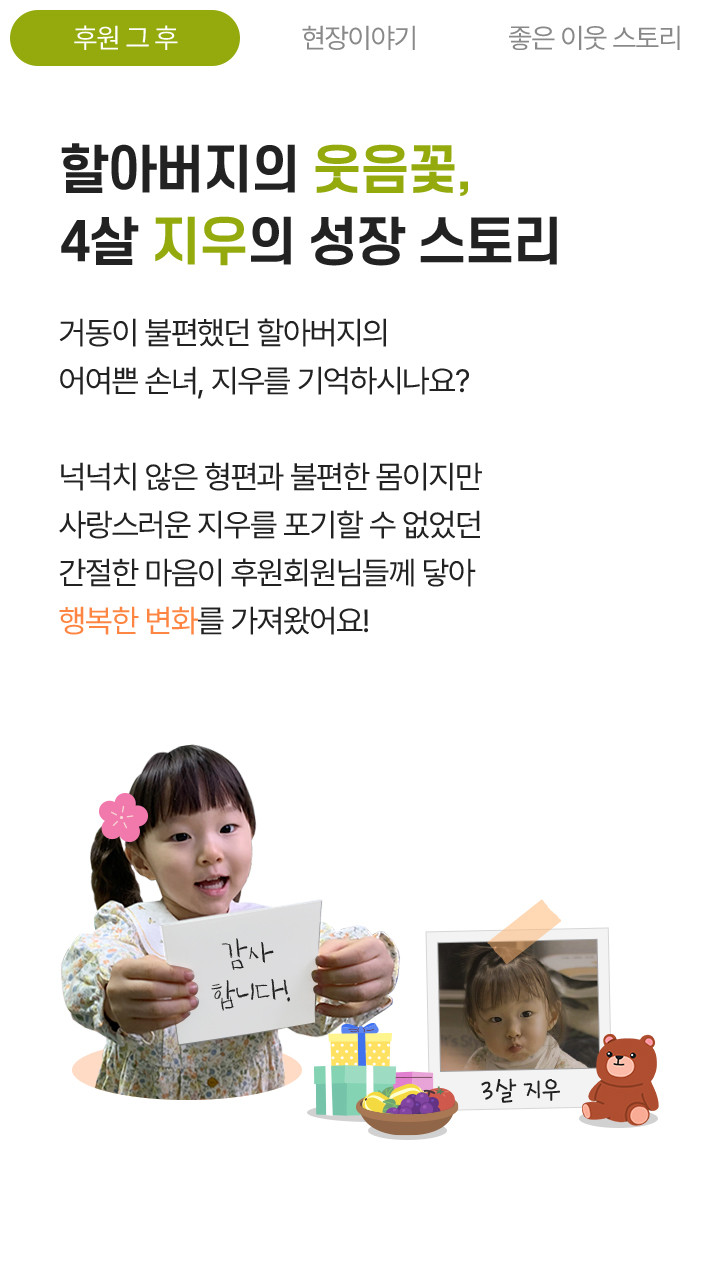 후원 그 후
현장이야기
좋은 이웃 스토리
할아버지의 웃음꽃,
4살 지우의 성장 스토리
거동이 불편했던 할아버지의
어여쁜 손녀, 지우를 기억하시나요?
넉넉치 않은 형편과 불편한 몸이지만
사랑스러운 지우를 포기할 수 없었던
간절한 마음이 후원회원님들께 닿아
행복한 변화를 가져왔어요!
감사
합니다!
3살 지우